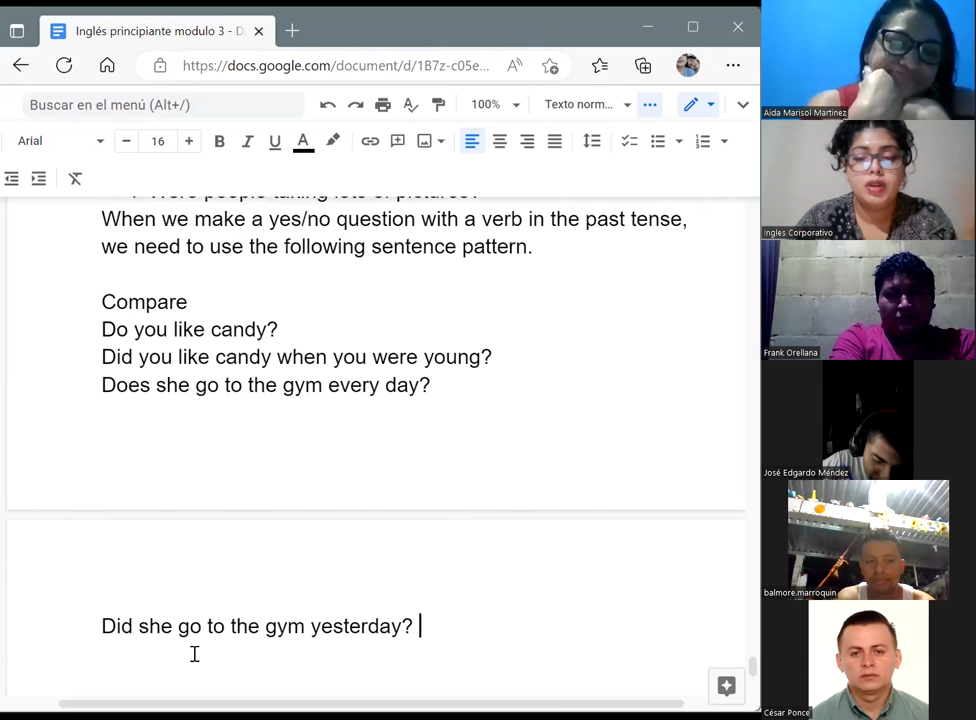 Inglés principiante modulo 3 - D
https://docs.google.com/document/d/1B7z-c05e...
Buscar en el menú (Alt+/)
100%
Texto norm...
Arial
16
When we make a yes/no question with a verb in the past tense,
we need to use the following sentence pattern.
Compare
Do you like candy?
Did you like candy when you were young?
Does she go to the gym every day?
Did she go to the gym yesterday?
Aida Marisol Martinez
Ingles Corporativo
Frank Orellana
José Edgardo Méndez
balmore.marroquin
César Ponce